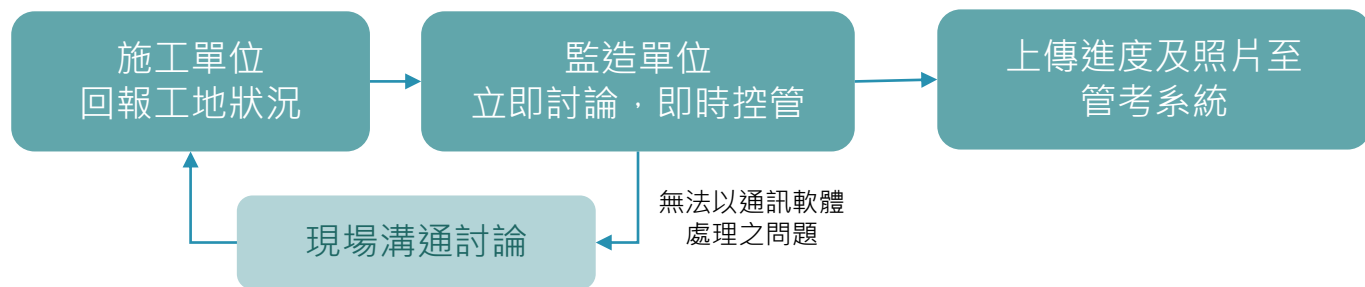 施工單位
回報工地狀況
監造單位
立即討論，即時控管
上傳進度及照片至
管考系統
無法以通訊軟體
處理之問題
現場溝通討論